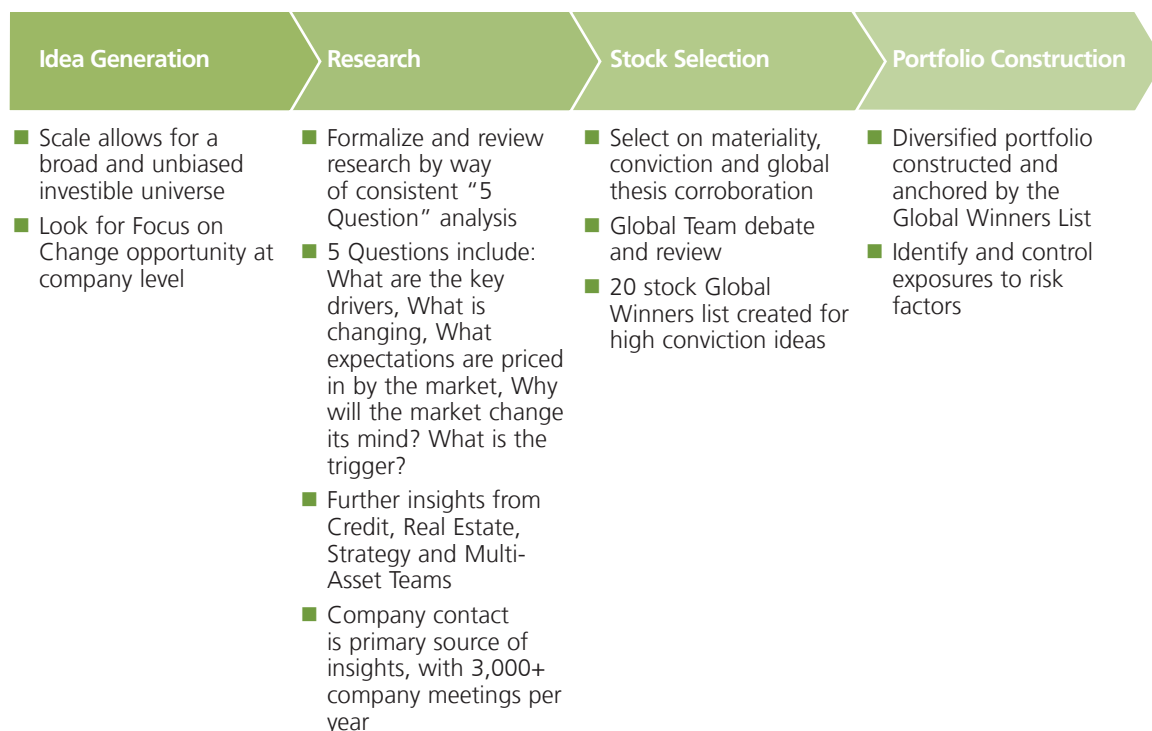 Idea Generation
Research
Stock Selection
Portfolio Construction
■ Scale allows for a
broad and unbiased
investible universe
■ Look for Focus on
Change opportunity at
company level
■ Formalize and review
research by way
of consistent “5
Question” analysis
■ 5 Questions include:
What are the key
drivers, What is
changing, What
expectations are priced
in by the market, Why
will the market change
its mind? What is the
trigger?
■ Further insights from
Credit, Real Estate,
Strategy and Multi-
Asset Teams
■ Company contact
is primary source of
insights, with 3,000+
company meetings per
year
■ Select on materiality,
conviction and global
thesis corroboration
■ Global Team debate
and review
■ 20 stock Global
Winners list created for
high conviction ideas
■ Diversified portfolio
constructed and
anchored by the
Global Winners List
■ Identify and control
exposures to risk
factors